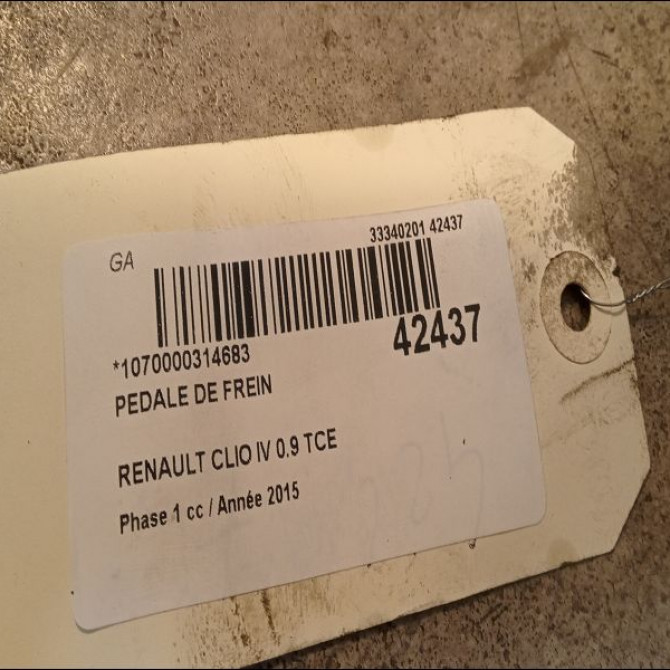 GA
33340201 42437
42437
*1070000314683
PEDALE DE FREIN
RENAULT CLIO IV 0.9 TCE
Phase 1 cc / Année 2015